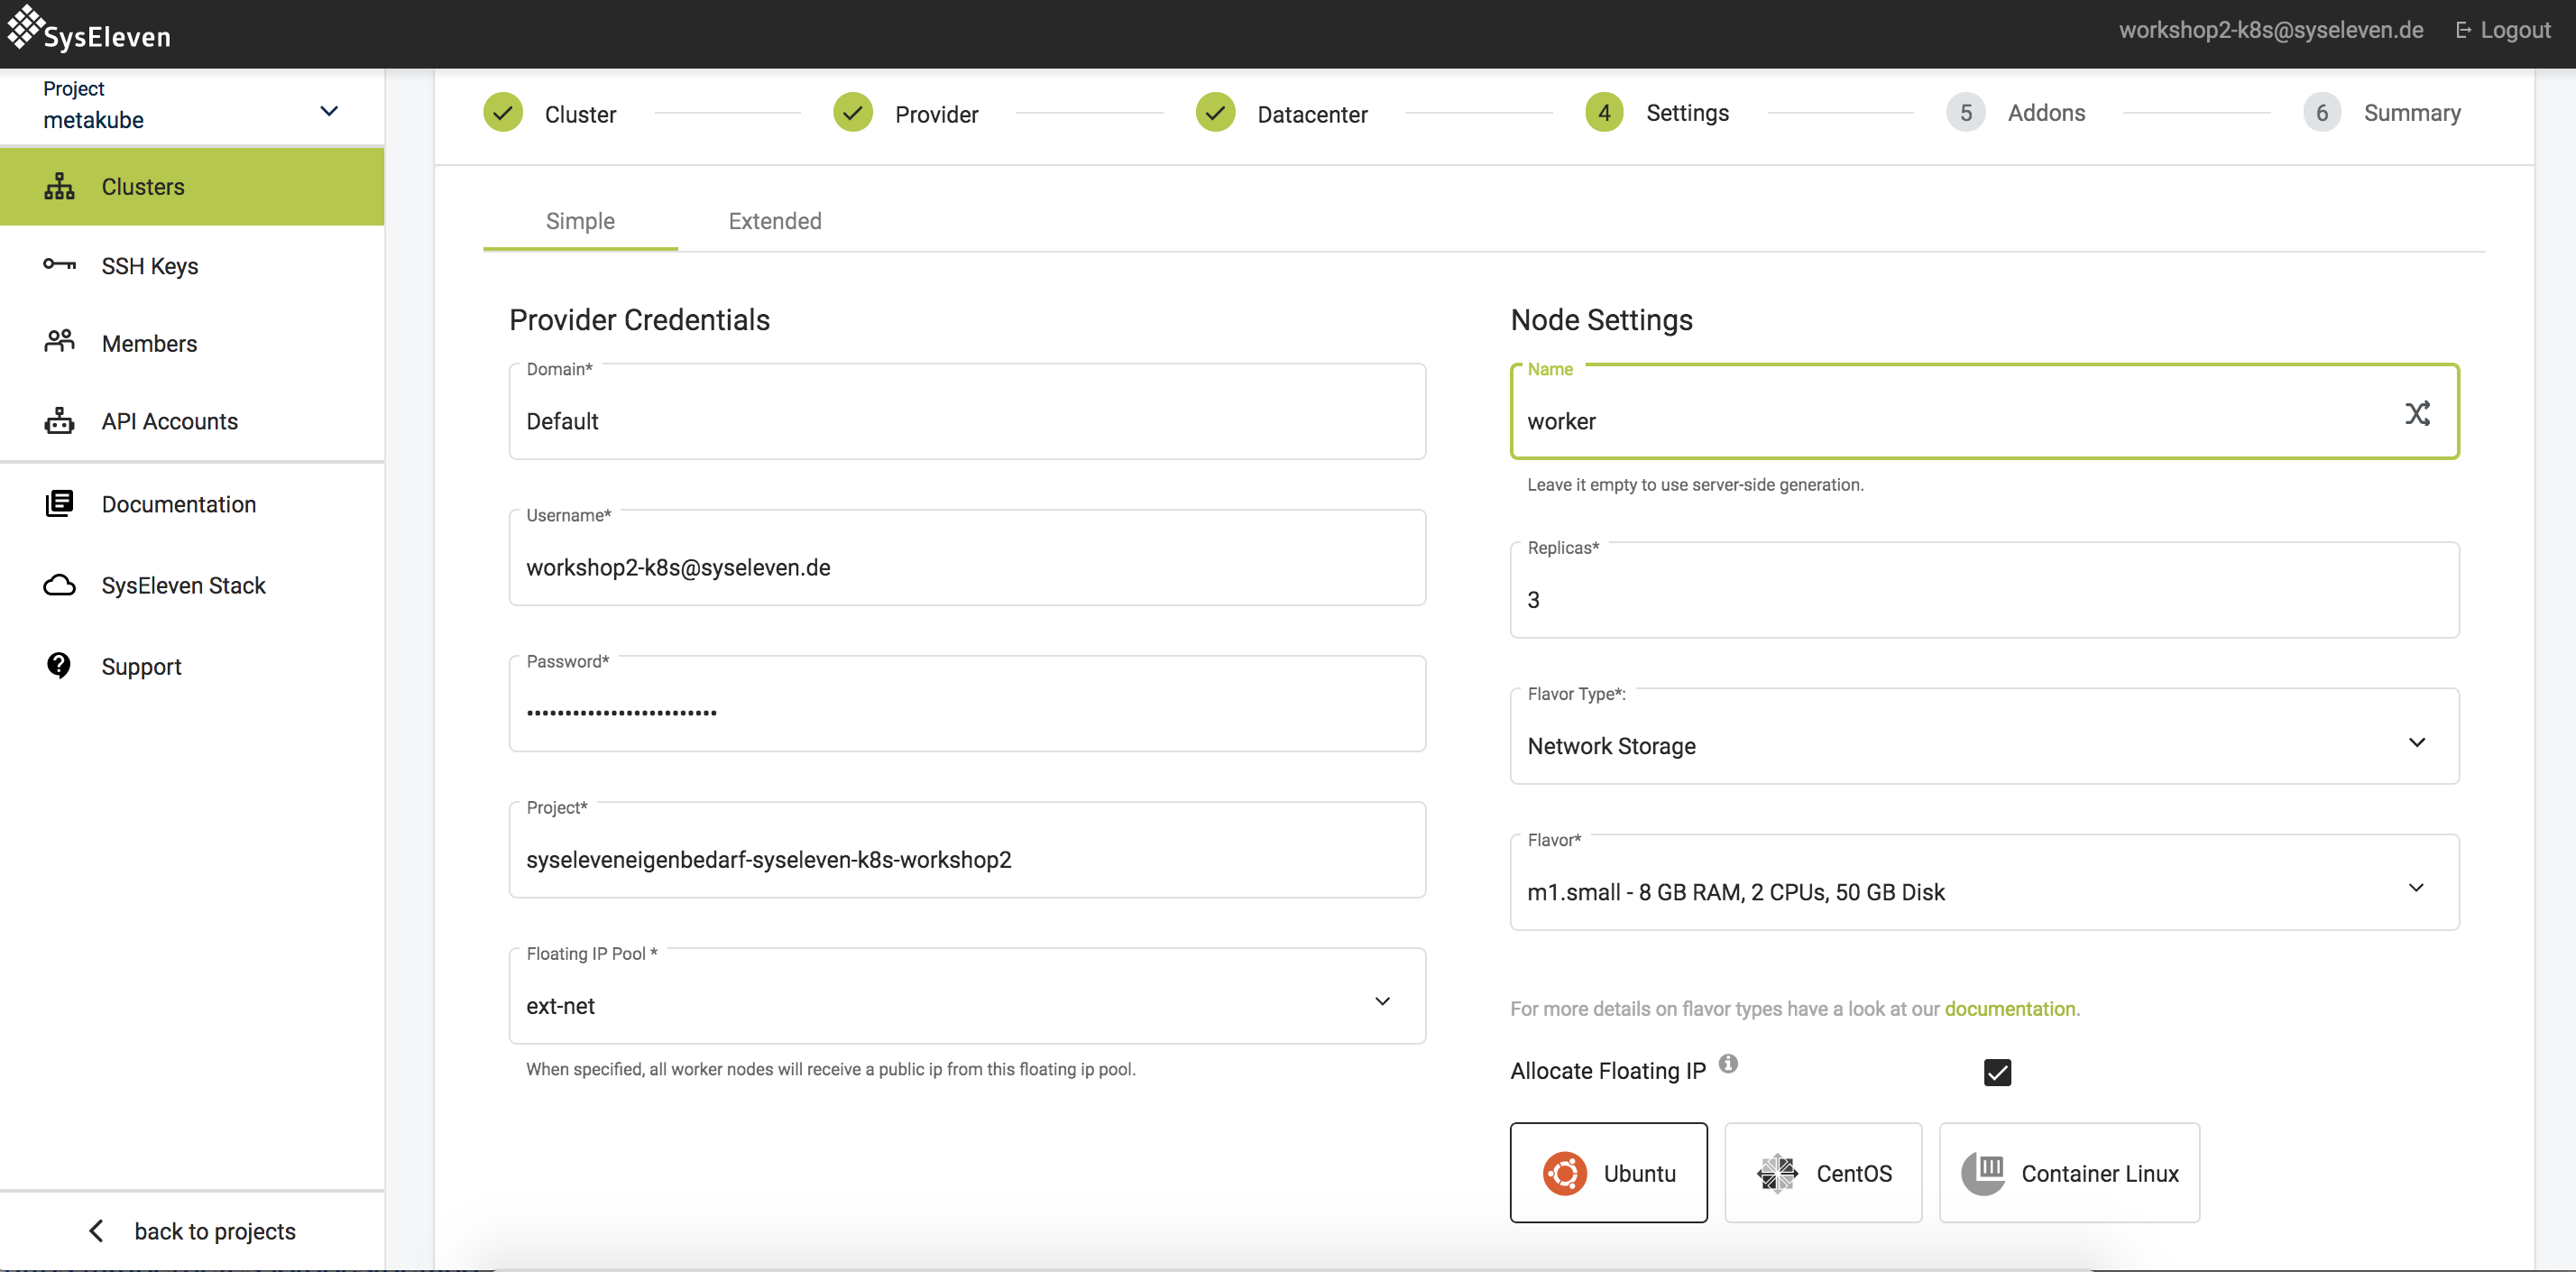 SysEleven
workshop2-k8s@syseleven.de Logout
Project
metakube
Clusters
SSH Keys
Members
API Accounts
Documentation
SysEleven Stack
Support
back to projects
Cluster Provider Datacenter 4 Settings 5 Addons 6 Summary
Simple Extended
Provider Credentials
Domain*
Default
Username*
workshop2-k8s@syseleven.de
Password*
•••••••••••••••••••••••••
Project*
syseleveneigenbedarf-syseleven-k8s-workshop2
Floating IP Pool *
ext-net
When specified, all worker nodes will receive a public ip from this floating ip pool.
Node Settings
Name
worker
Leave it empty to use server-side generation.
Replicas*
3
Flavor Type*:
Network Storage
Flavor*
m1.small - 8 GB RAM, 2 CPUs, 50 GB Disk
For more details on flavor types have a look at our documentation.
Allocate Floating IP
Ubuntu CentOS Container Linux